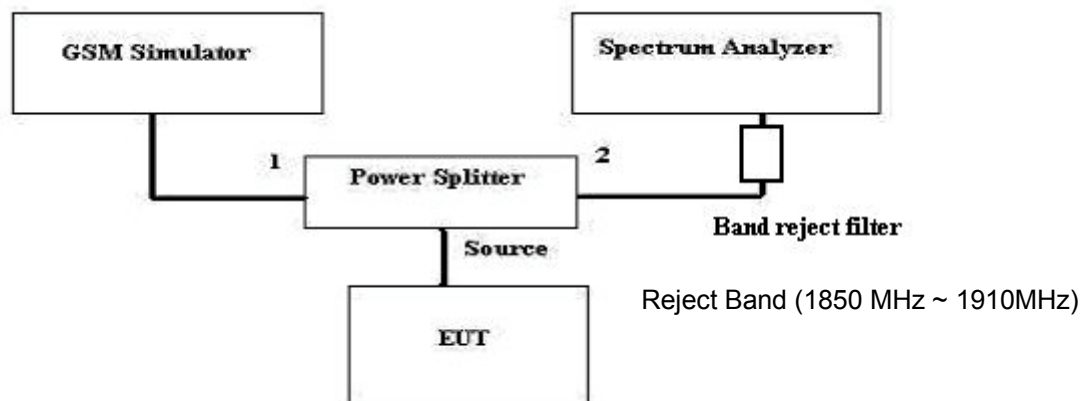 GSM Simulator
Spectrum Analyzer
1
2
Power Splitter
Band reject filter
Source
Reject Band (1850 MHz ~ 1910MHz)
EUT